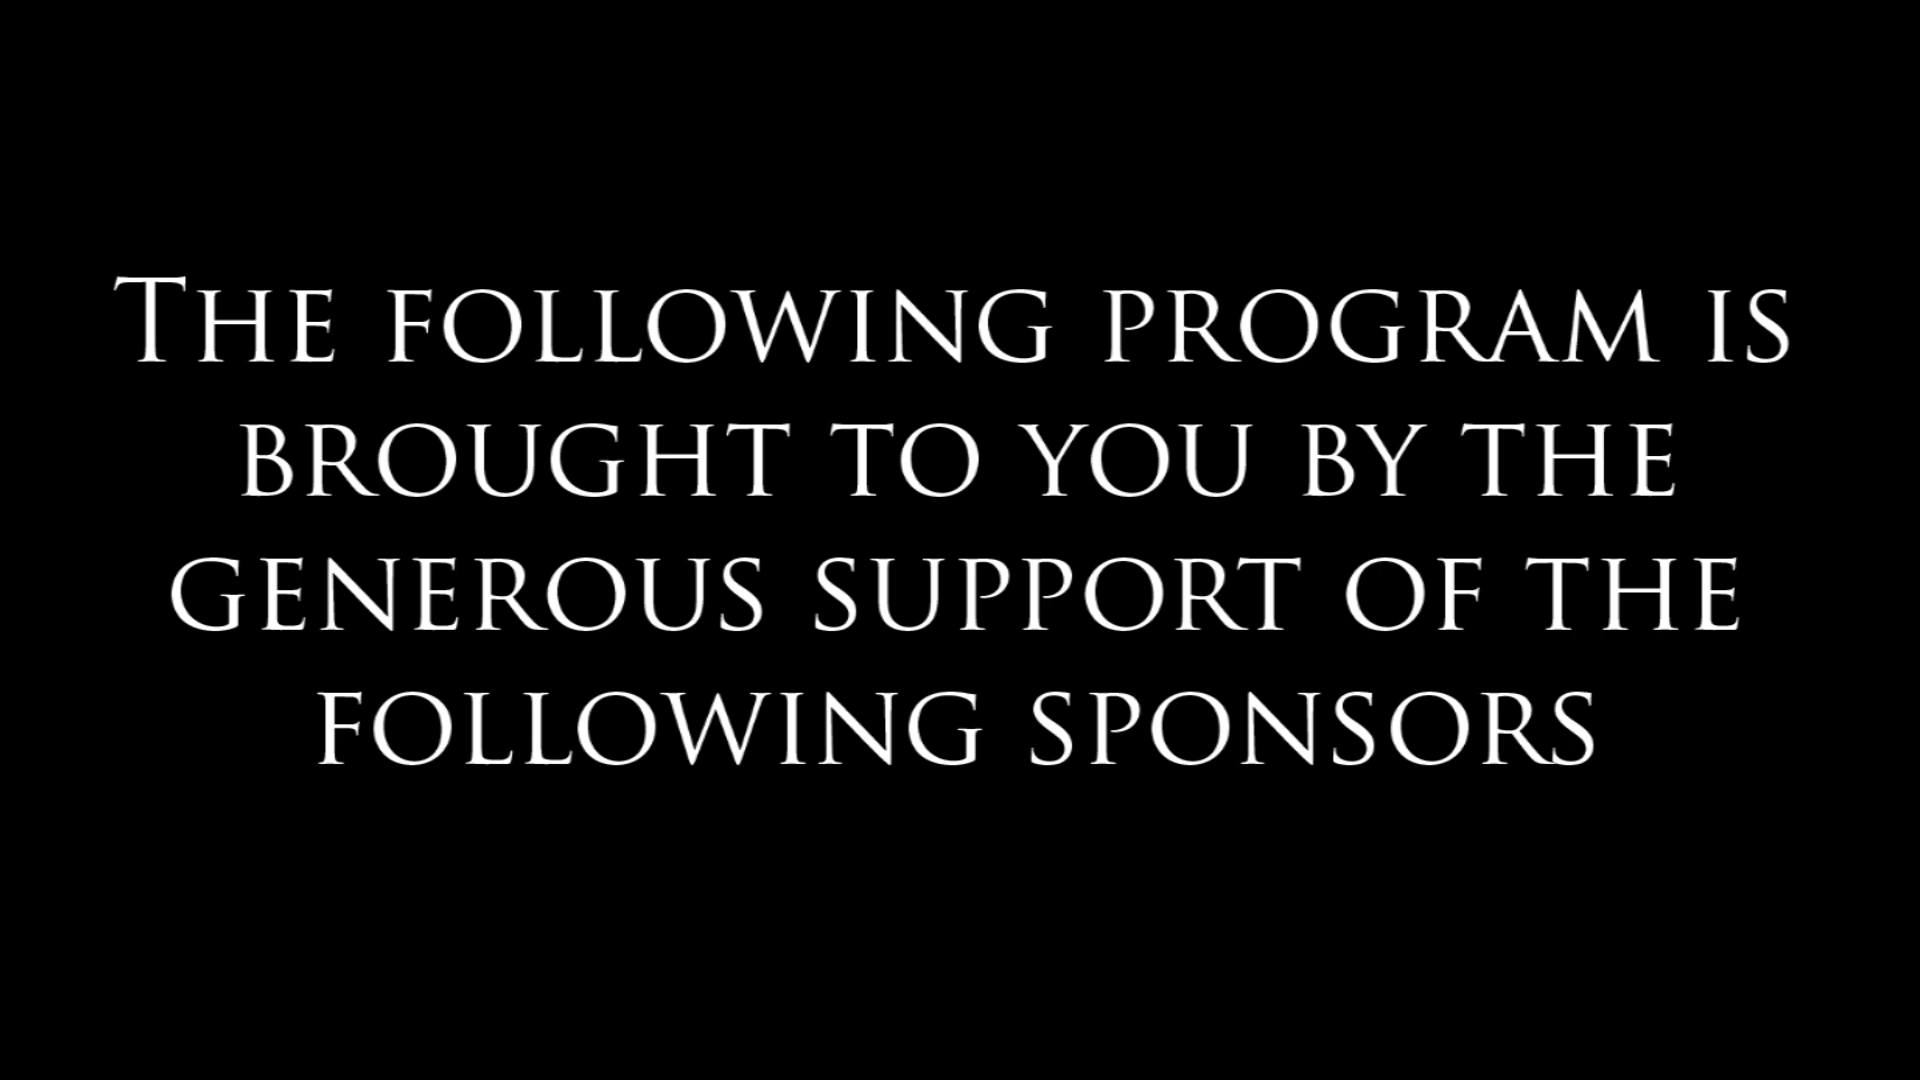 The following program is
brought to you by the
generous support of the
following sponsors